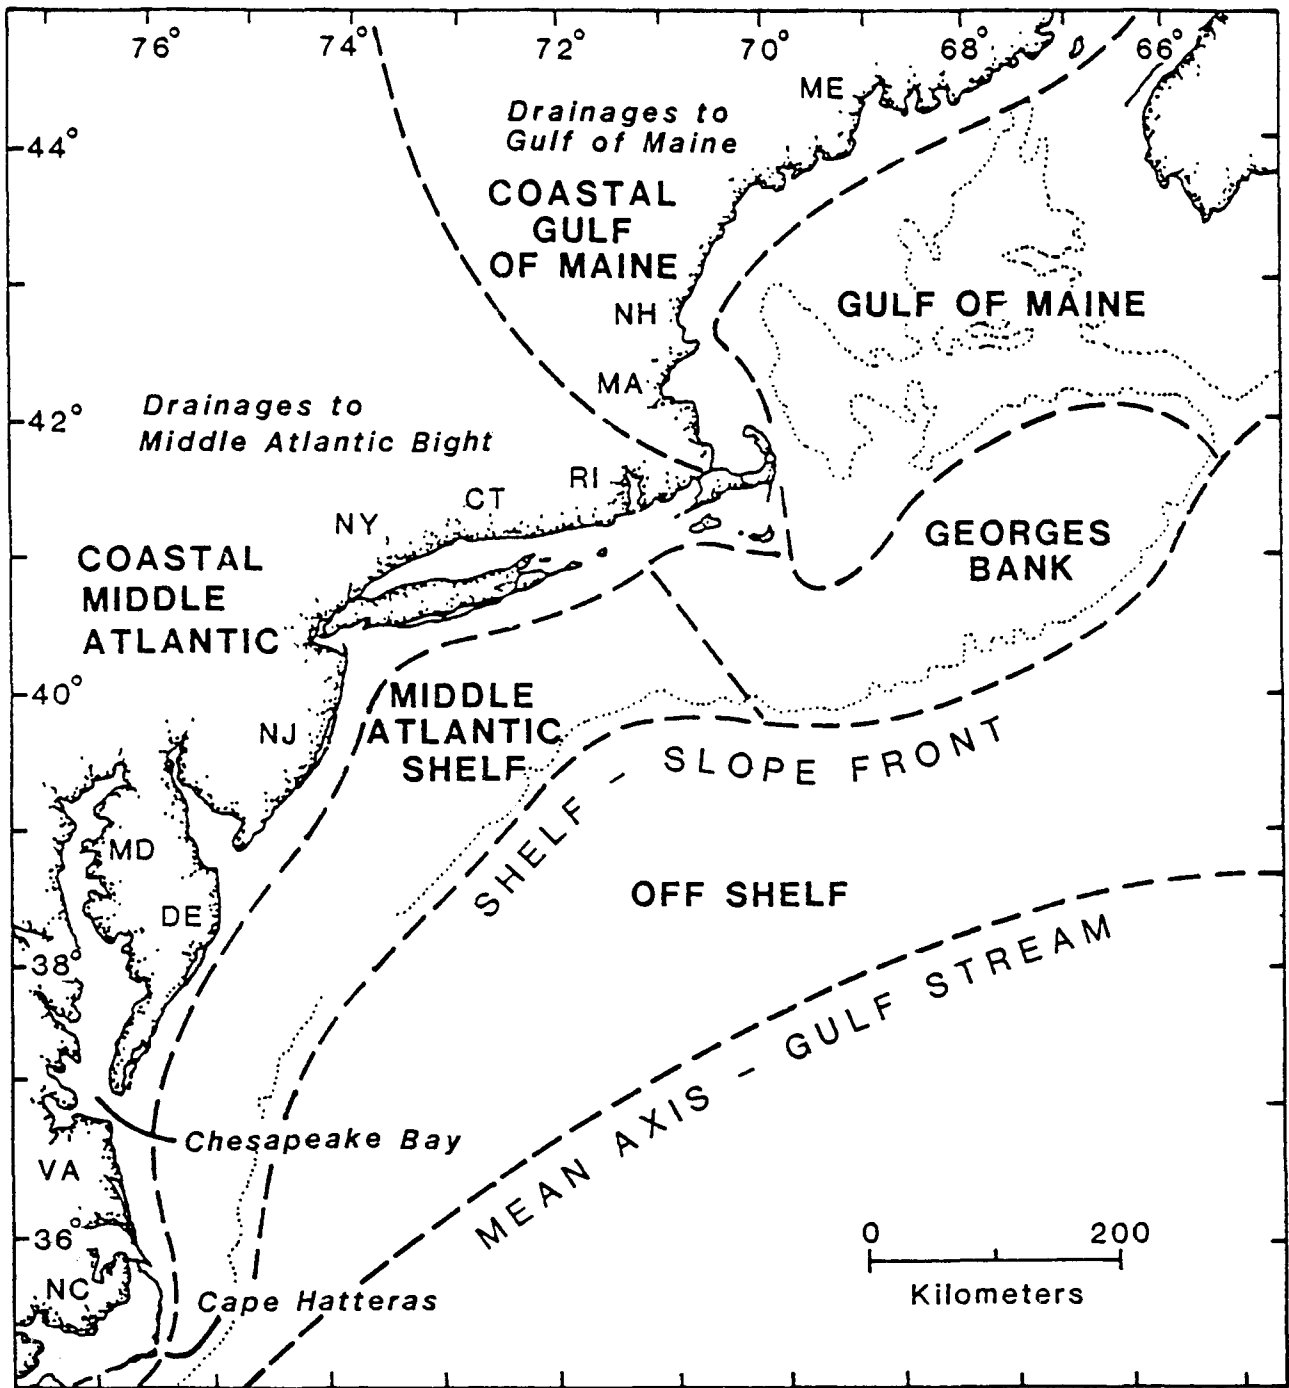 76° 74° 72° 70° 68° 66°
ME
Drainages to
Gulf of Maine
44°
COASTAL
GULF
OF MAINE
GULF OF MAINE
NH
MA
Drainages to
Middle Atlantic Bight
42°
RI
CT
NY
GEORGES
BANK
COASTAL
MIDDLE
ATLANTIC
40°
MIDDLE
ATLANTIC
SHELF
NJ
SHELF - SLOPE FRONT
MD
DE
OFF SHELF
38°
MEAN AXIS - GULF STREAM
Chesapeake Bay
VA
36°
0 200
Kilometers
NC
Cape Hatteras